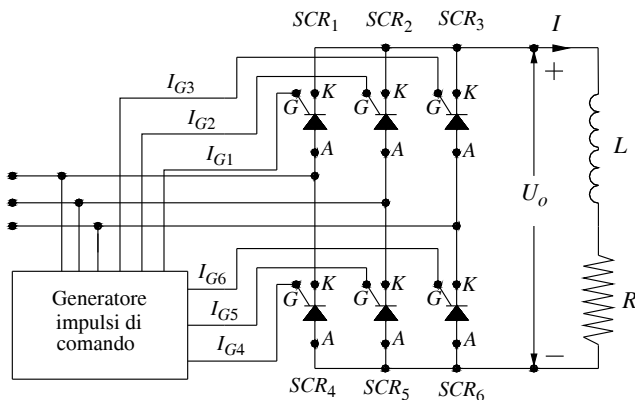 SCR1 SCR2 SCR3 I
+
IG3
K K K
G G G
IG2
IG1
A A A
L
Uo
IG6
K K K
Generatore
impulsi di
comando
G G G
IG5
R
IG4
A A A
—
SCR4 SCR5 SCR6